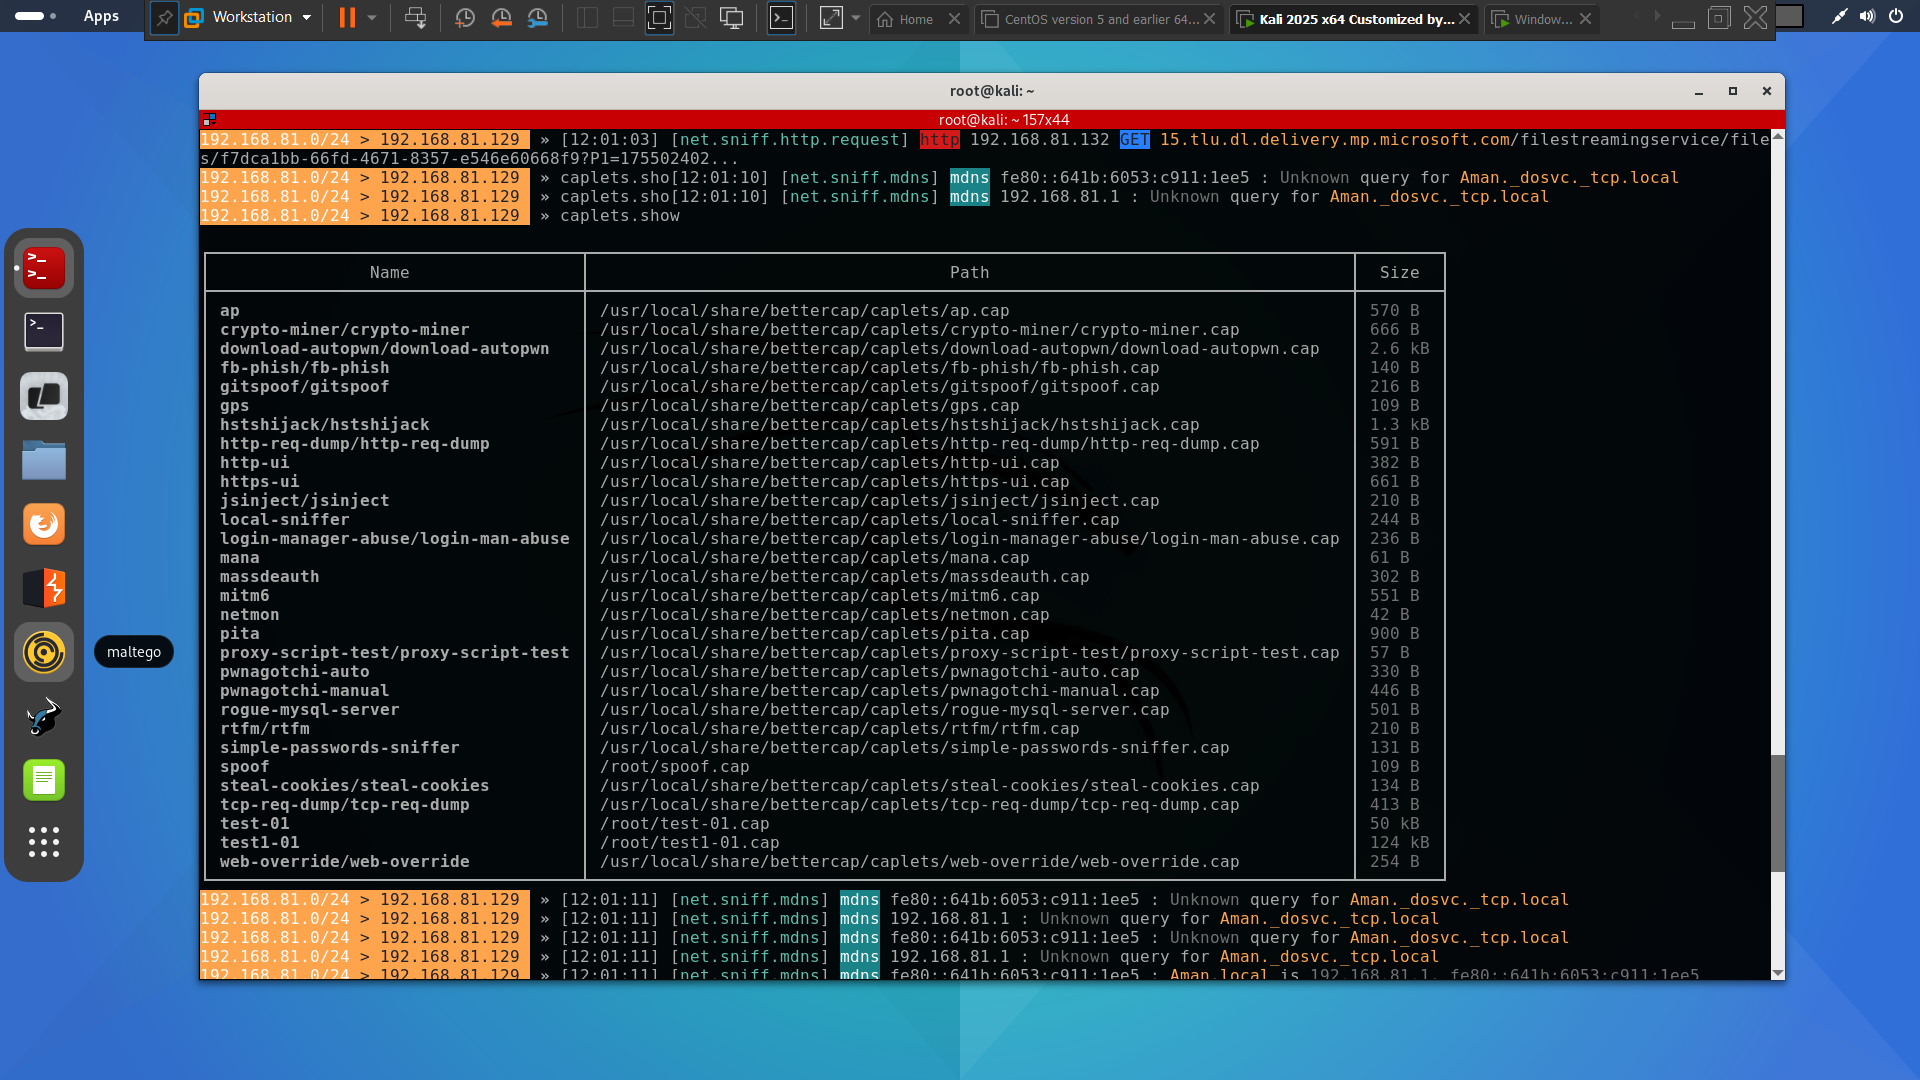 Apps
Workstation
Home
CentOS version 5 and earlier 64...
Kali 2025 x64 Customized by...
Window...
root@kali: ~
root@kali: ~ 157x44
192.168.81.0/24 > 192.168.81.129 » [12:01:03] [net.sniff.http.request] http 192.168.81.132 GET 15.tlu.dl.delivery.mp.microsoft.com/filestreamingservice/file
s/f7dca1bb-66fd-4671-8357-e546e60668f9?P1=175502402...
192.168.81.0/24 > 192.168.81.129 » caplets.sho[12:01:10] [net.sniff.mdns] mdns fe80::641b:6053:c911:1ee5 : Unknown query for Aman._dosvc._tcp.local
192.168.81.0/24 > 192.168.81.129 » caplets.sho[12:01:10] [net.sniff.mdns] mdns 192.168.81.1 : Unknown query for Aman._dosvc._tcp.local
192.168.81.0/24 > 192.168.81.129 » caplets.show
Name Path Size
ap /usr/local/share/bettercap/caplets/ap.cap 570 B
crypto-miner/crypto-miner /usr/local/share/bettercap/caplets/crypto-miner/crypto-miner.cap 666 B
download-autopwn/download-autopwn /usr/local/share/bettercap/caplets/download-autopwn/download-autopwn.cap 2.6 kB
fb-phish/fb-phish /usr/local/share/bettercap/caplets/fb-phish/fb-phish.cap 140 B
gitspoof/gitspoof /usr/local/share/bettercap/caplets/gitspoof/gitspoof.cap 216 B
gps /usr/local/share/bettercap/caplets/gps.cap 109 B
hstshijack/hstshijack /usr/local/share/bettercap/caplets/hstshijack/hstshijack.cap 1.3 kB
http-req-dump/http-req-dump /usr/local/share/bettercap/caplets/http-req-dump/http-req-dump.cap 591 B
http-ui /usr/local/share/bettercap/caplets/http-ui.cap 382 B
https-ui /usr/local/share/bettercap/caplets/https-ui.cap 661 B
jsinject/jsinject /usr/local/share/bettercap/caplets/jsinject/jsinject.cap 210 B
local-sniffer /usr/local/share/bettercap/caplets/local-sniffer.cap 244 B
login-manager-abuse/login-man-abuse /usr/local/share/bettercap/caplets/login-manager-abuse/login-man-abuse.cap 236 B
mana /usr/local/share/bettercap/caplets/mana.cap 61 B
massdeauth /usr/local/share/bettercap/caplets/massdeauth.cap 302 B
mitm6 /usr/local/share/bettercap/caplets/mitm6.cap 551 B
netmon /usr/local/share/bettercap/caplets/netmon.cap 42 B
pita /usr/local/share/bettercap/caplets/pita.cap 900 B
proxy-script-test/proxy-script-test /usr/local/share/bettercap/caplets/proxy-script-test/proxy-script-test.cap 57 B
pwnagotchi-auto /usr/local/share/bettercap/caplets/pwnagotchi-auto.cap 330 B
pwnagotchi-manual /usr/local/share/bettercap/caplets/pwnagotchi-manual.cap 446 B
rogue-mysql-server /usr/local/share/bettercap/caplets/rogue-mysql-server.cap 501 B
rtfm/rtfm /usr/local/share/bettercap/caplets/rtfm/rtfm.cap 210 B
simple-passwords-sniffer /usr/local/share/bettercap/caplets/simple-passwords-sniffer.cap 131 B
spoof /root/spoof.cap 109 B
steal-cookies/steal-cookies /usr/local/share/bettercap/caplets/steal-cookies/steal-cookies.cap 134 B
tcp-req-dump/tcp-req-dump /usr/local/share/bettercap/caplets/tcp-req-dump/tcp-req-dump.cap 413 B
test-01 /root/test-01.cap 50 kB
test1-01 /root/test1-01.cap 124 kB
web-override/web-override /usr/local/share/bettercap/caplets/web-override/web-override.cap 254 B
192.168.81.0/24 > 192.168.81.129 » [12:01:11] [net.sniff.mdns] mdns fe80::641b:6053:c911:1ee5 : Unknown query for Aman._dosvc._tcp.local
192.168.81.0/24 > 192.168.81.129 » [12:01:11] [net.sniff.mdns] mdns 192.168.81.1 : Unknown query for Aman._dosvc._tcp.local
192.168.81.0/24 > 192.168.81.129 » [12:01:11] [net.sniff.mdns] mdns fe80::641b:6053:c911:1ee5 : Unknown query for Aman._dosvc._tcp.local
192.168.81.0/24 > 192.168.81.129 » [12:01:11] [net.sniff.mdns] mdns 192.168.81.1 : Unknown query for Aman._dosvc._tcp.local
192.168.81.0/24 > 192.168.81.129 » [12:01:11] [net.sniff.mdns] mdns fe80::641b:6053:c911:1ee5 : Aman.local is 192.168.81.1, fe80::641b:6053:c911:1ee5
maltego